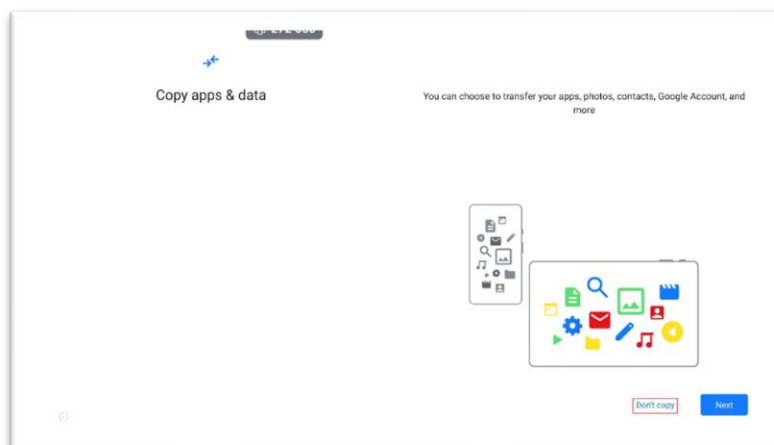 Copy apps & data
You can choose to transfer your apps, photos, contacts, Google Account, and
more
Don't copy
Next